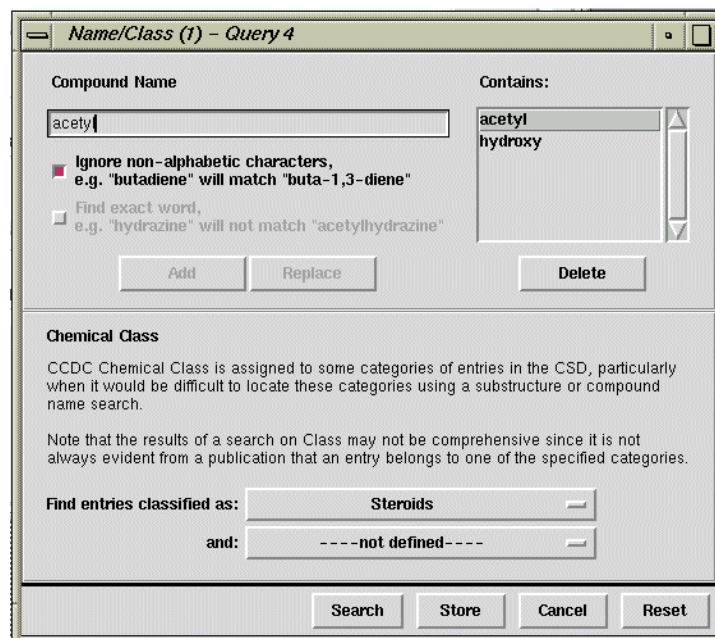 Name/Class (1) - Query 4
Compound Name
Contains:
acetyl
acetyl
hydroxy
Ignore non-alphabetic characters,
e.g. "butadiene" will match "buta-1,3-diene"
Find exact word,
e.g. "hydrazine" will not match "acetylhydrazine"
Add
Replace
Delete
Chemical Class
CCDC Chemical Class is assigned to some categories of entries in the CSD, particularly
when it would be difficult to locate these categories using a substructure or compound
name search.
Note that the results of a search on Class may not be comprehensive since it is not
always evident from a publication that an entry belongs to one of the specified categories.
Find entries classified as:
Steroids
and:
----not defined----
Search
Store
Cancel
Reset